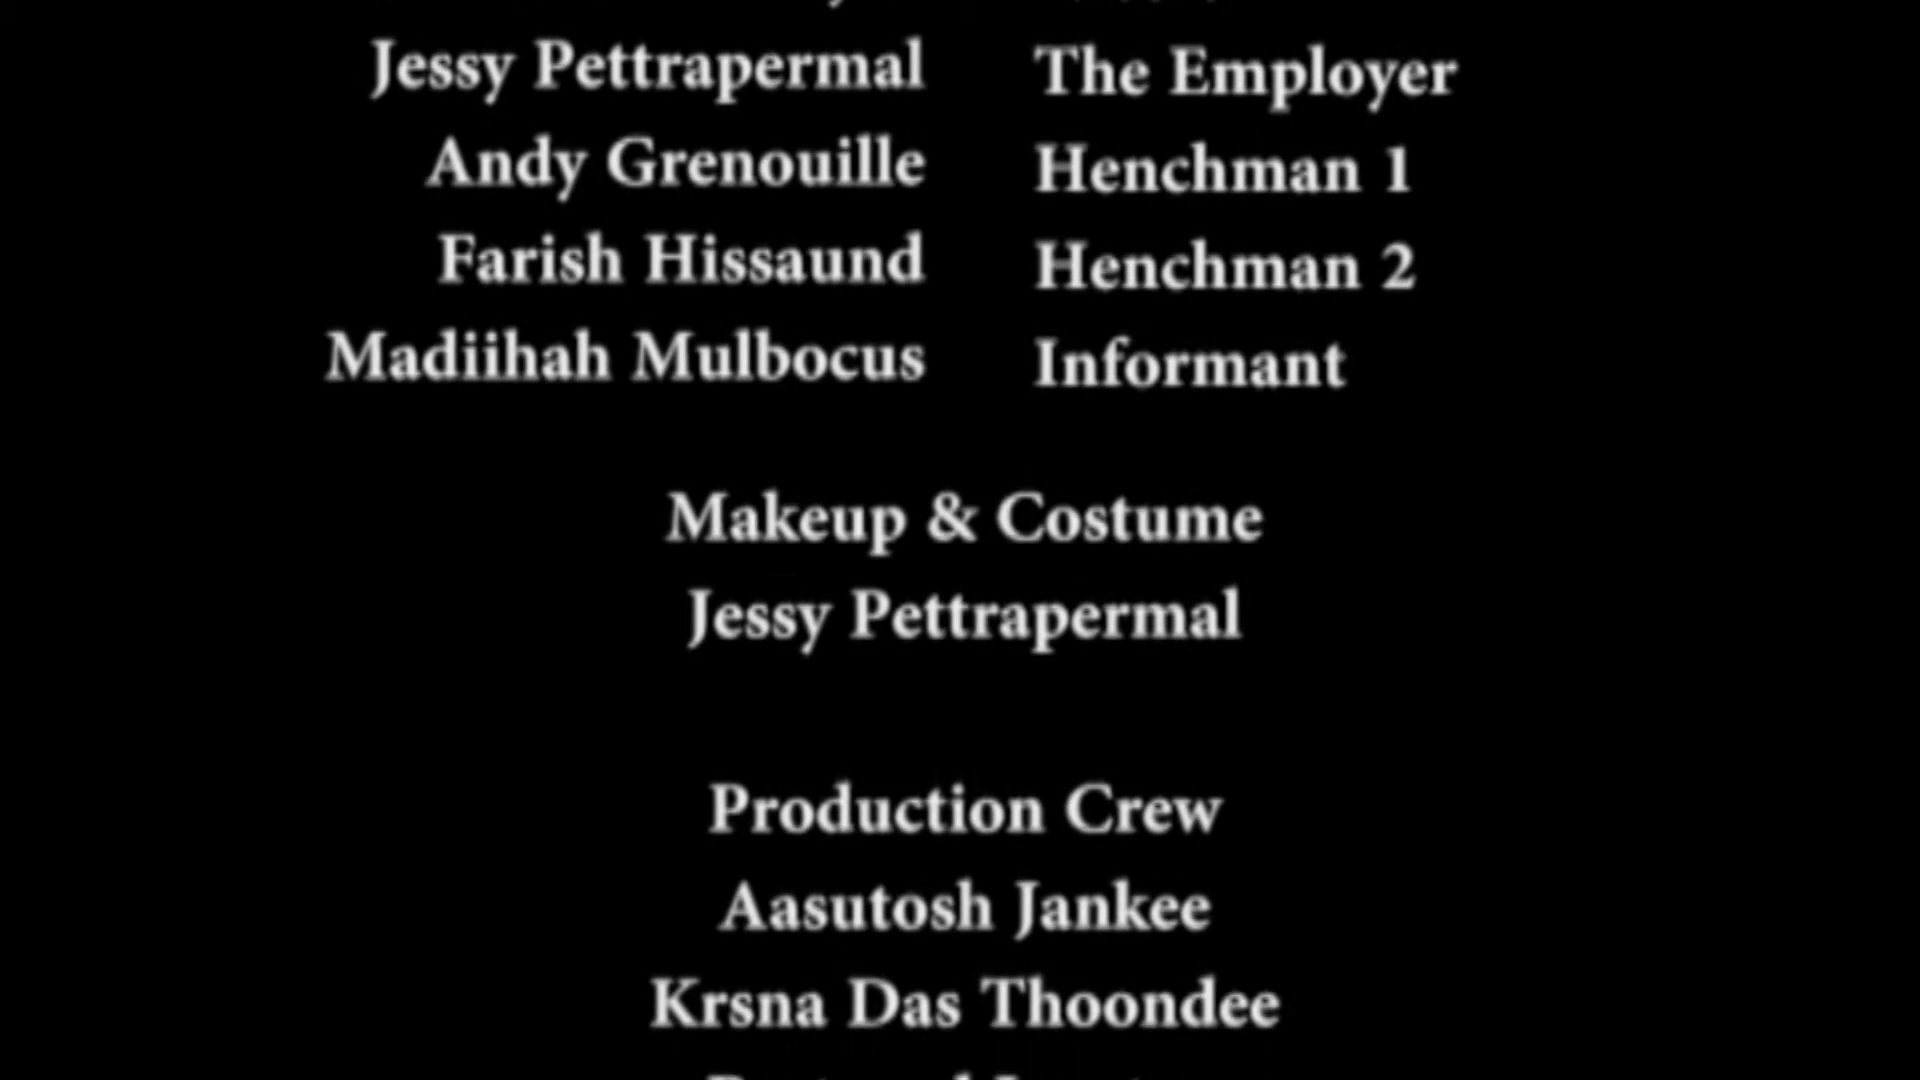 Jessy Pettrapermal The Employer
Andy Grenouille Henchman 1
Farish Hissaund Henchman 2
Madiihah Mulbocus Informant
Makeup & Costume
Jessy Pettrapermal
Production Crew
Aasutosh Jankee
Krsna Das Thoondee